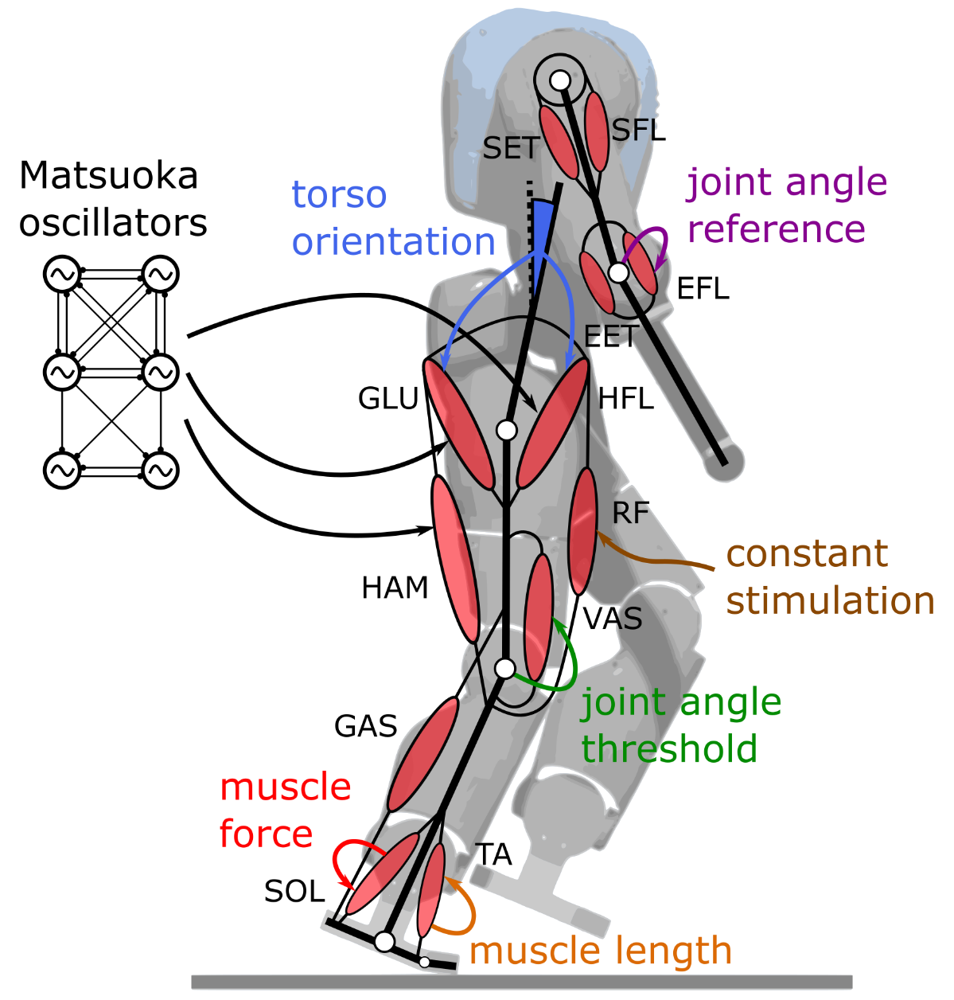 SFL
SET
Matsuoka
oscillators
torso
orientation
joint angle
reference
EFL
EET
GLU
HFL
RF
HAM
constant
stimulation
VAS
joint angle
threshold
GAS
muscle
force
TA
SOL
muscle length